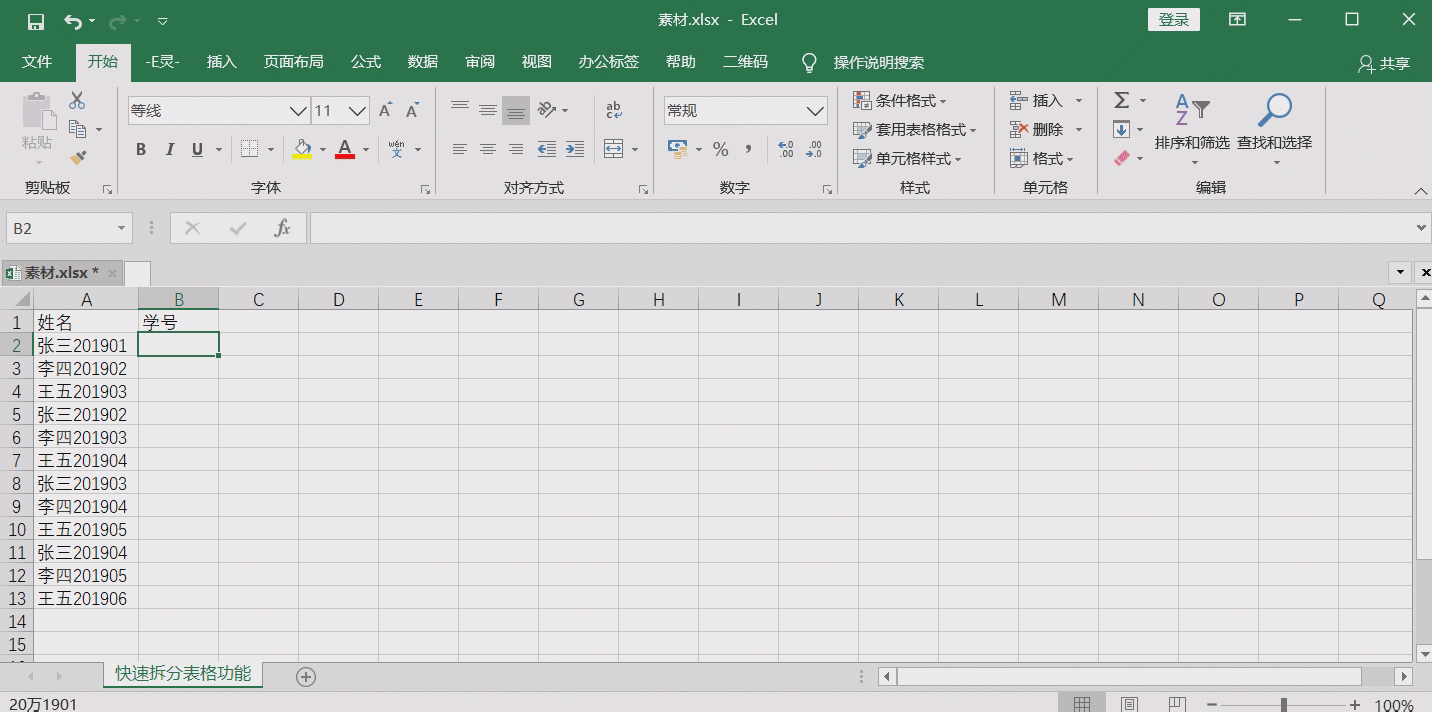 素材.xlsx - Excel
登录
文件 开始 -E灵- 插入 页面布局 公式 数据 审阅 视图 办公标签 帮助 二维码 操作说明搜索 共享
粘贴
剪贴板
等线 11
B I U A wén 文
字体
ab c
对齐方式
常规
% , .00 .0
数字
条件格式
套用表格格式
单元格样式
样式
插入
删除
格式
单元格
Σ
排序和筛选 查找和选择
编辑
B2 fx
素材.xlsx *
A B C D E F G H I J K L M N O P Q
1 姓名 学号
2 张三201901
3 李四201902
4 王五201903
5 张三201902
6 李四201903
7 王五201904
8 张三201903
9 李四201904
10 王五201905
11 张三201904
12 李四201905
13 王五201906
14
15
快速拆分表格功能
20万1901 100%